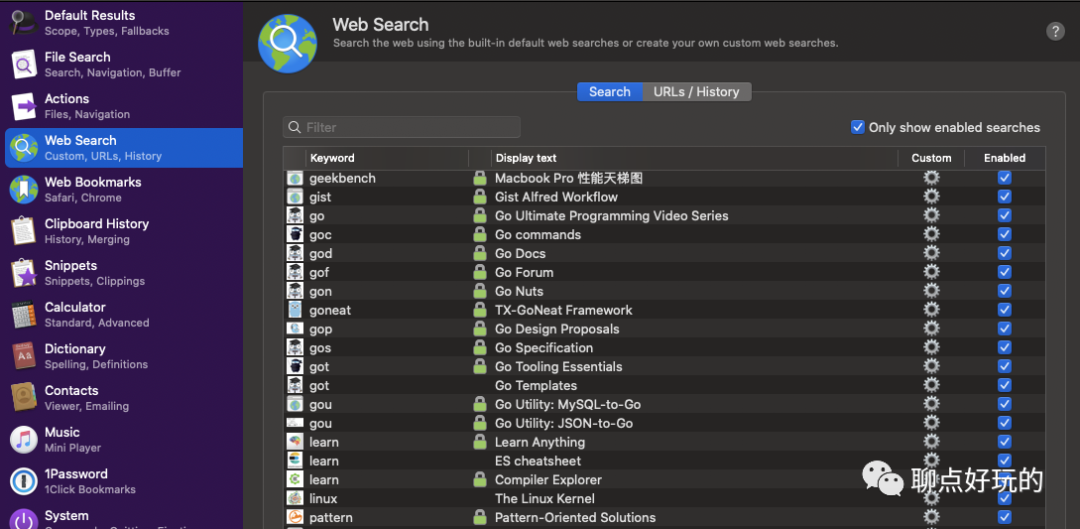 Default Results
Scope, Types, Fallbacks
File Search
Search, Navigation, Buffer
Actions
Files, Navigation
Web Search
Custom, URLs, History
Web Bookmarks
Safari, Chrome
Clipboard History
History, Merging
Snippets
Snippets, Clippings
Calculator
Standard, Advanced
Dictionary
Spelling, Definitions
Contacts
Viewer, Emailing
Music
Mini Player
1Password
1Click Bookmarks
System
Web Search
Search the web using the built-in default web searches or create your own custom web searches.
?
Search URLs / History
Filter
Only show enabled searches
Keyword Display text Custom Enabled
geekbench Macbook Pro 性能天梯图
gist Gist Alfred Workflow
go Go Ultimate Programming Video Series
goc Go commands
god Go Docs
gof Go Forum
gon Go Nuts
goneat TX-GoNeat Framework
gop Go Design Proposals
gos Go Specification
got Go Tooling Essentials
got Go Templates
gou Go Utility: MySQL-to-Go
gou Go Utility: JSON-to-Go
learn Learn Anything
learn ES cheatsheet
learn Compiler Explorer
linux The Linux Kernel
pattern Pattern-Oriented Solutions
聊点好玩的